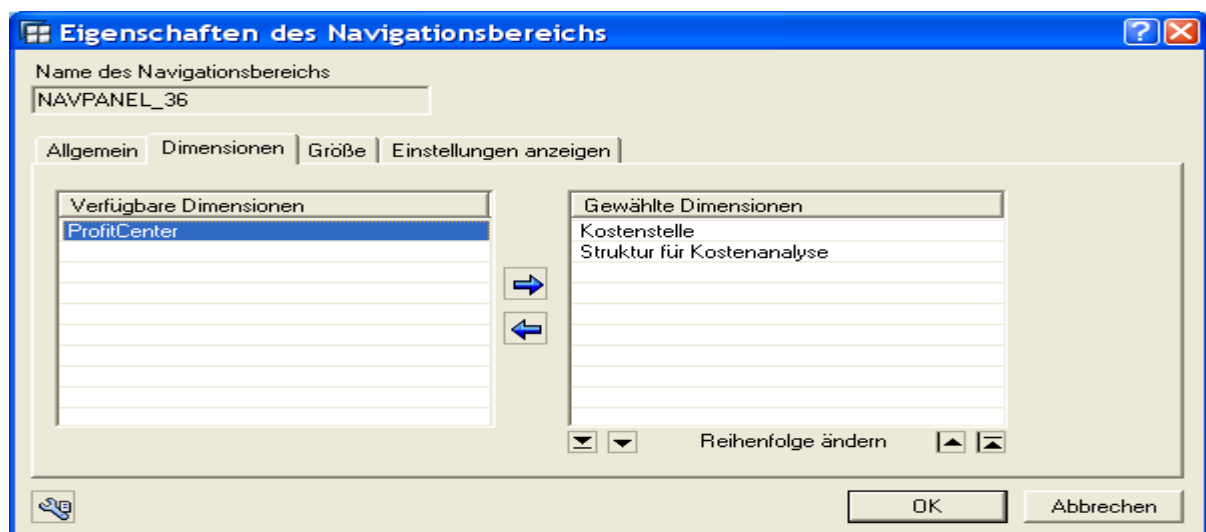 Eigenschaften des Navigationsbereichs
Name des Navigationsbereichs
NAVPANEL_36
Allgemein Dimensionen Größe Einstellungen anzeigen
Verfügbare Dimensionen
ProfitCenter
Gewählte Dimensionen
Kostenstelle
Struktur für Kostenanalyse
Reihenfolge ändern
OK Abbrechen